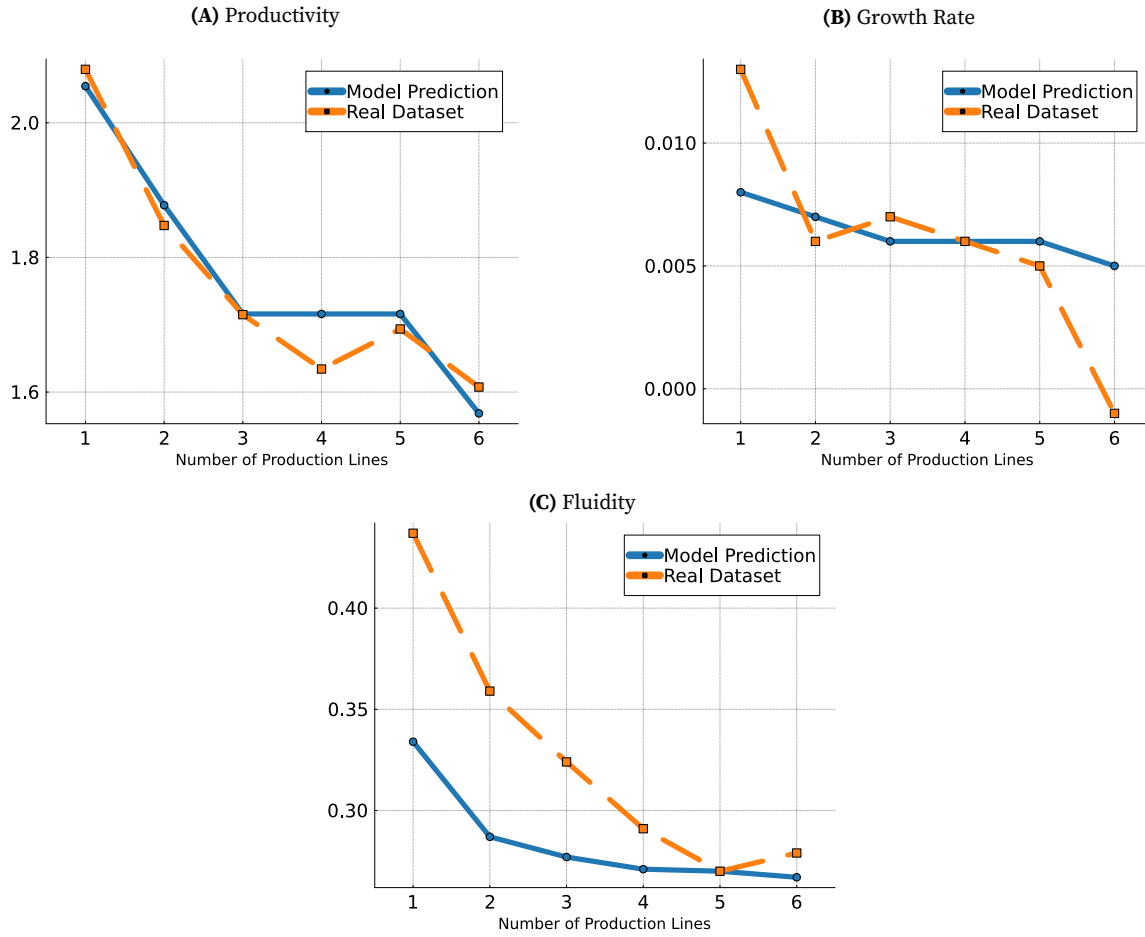 (A) Productivity
Model Prediction
Real Dataset
2.0
1.8
1.6
1 2 3 4 5 6
Number of Production Lines
(B) Growth Rate
Model Prediction
Real Dataset
0.010
0.005
0.000
1 2 3 4 5 6
Number of Production Lines
(C) Fluidity
Model Prediction
Real Dataset
0.40
0.35
0.30
1 2 3 4 5 6
Number of Production Lines